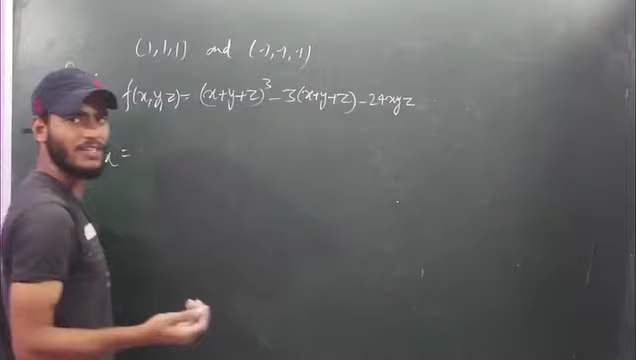 (1,1,1] and (-1,-1,-1)
f(x,y,z) = (x+y+z)³ - 3(x+y+z) - 24xyz
x =